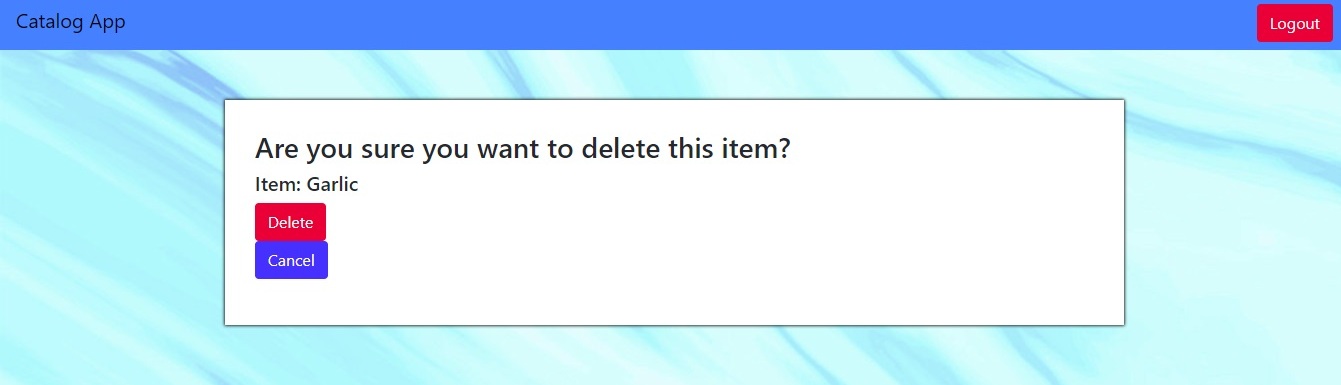 Catalog App
Logout
Are you sure you want to delete this item?
Item: Garlic
Delete
Cancel